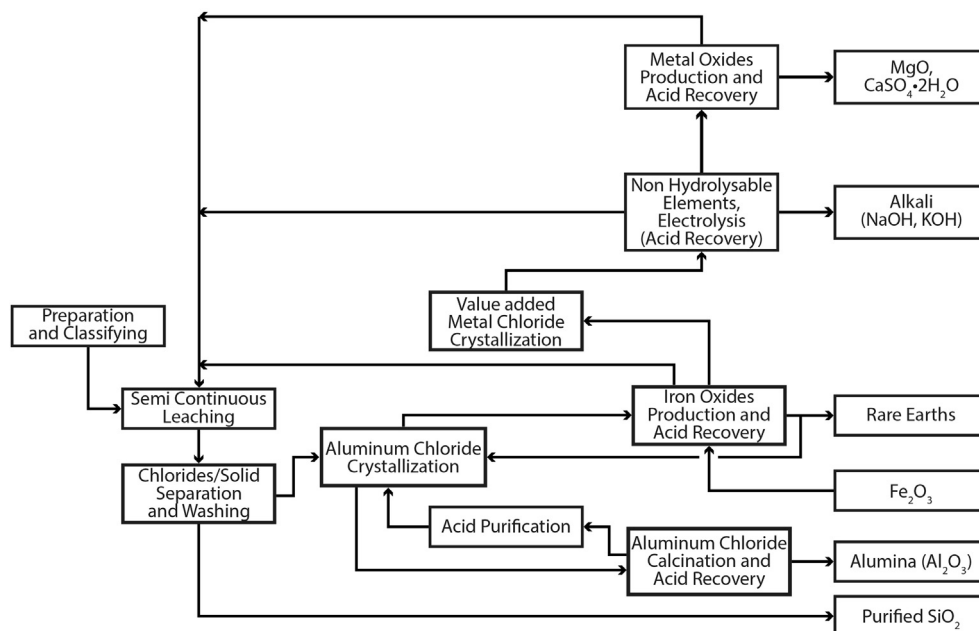 Metal Oxides
Production and
Acid Recovery
MgO,
CaSO₄•2H₂O
Non Hydrolysable
Elements,
Electrolysis
(Acid Recovery)
Alkali
(NaOH, KOH)
Value added
Metal Chloride
Crystallization
Preparation
and Classifying
Semi Continuous
Leaching
Iron Oxides
Production and
Acid Recovery
Rare Earths
Aluminum Chloride
Crystallization
Chlorides/Solid
Separation
and Washing
Fe₂O₃
Acid Purification
Aluminum Chloride
Calcination and
Acid Recovery
Alumina (Al₂O₃)
Purified SiO₂